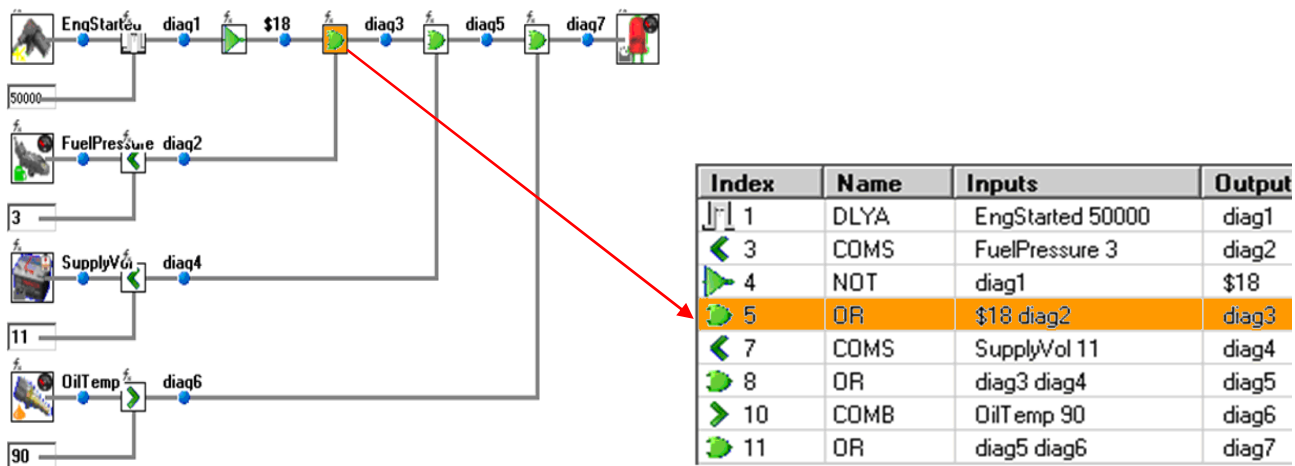 EngStarted diag1 $18 diag3 diag5 diag7
50000
FuelPressure diag2
3
SupplyVol diag4
11
OilTemp diag6
90
Index Name Inputs Output
1 DLYA EngStarted 50000 diag1
3 COMS FuelPressure 3 diag2
4 NOT diag1 $18
5 OR $18 diag2 diag3
7 COMS SupplyVol 11 diag4
8 OR diag3 diag4 diag5
10 COMB OilTemp 90 diag6
11 OR diag5 diag6 diag7